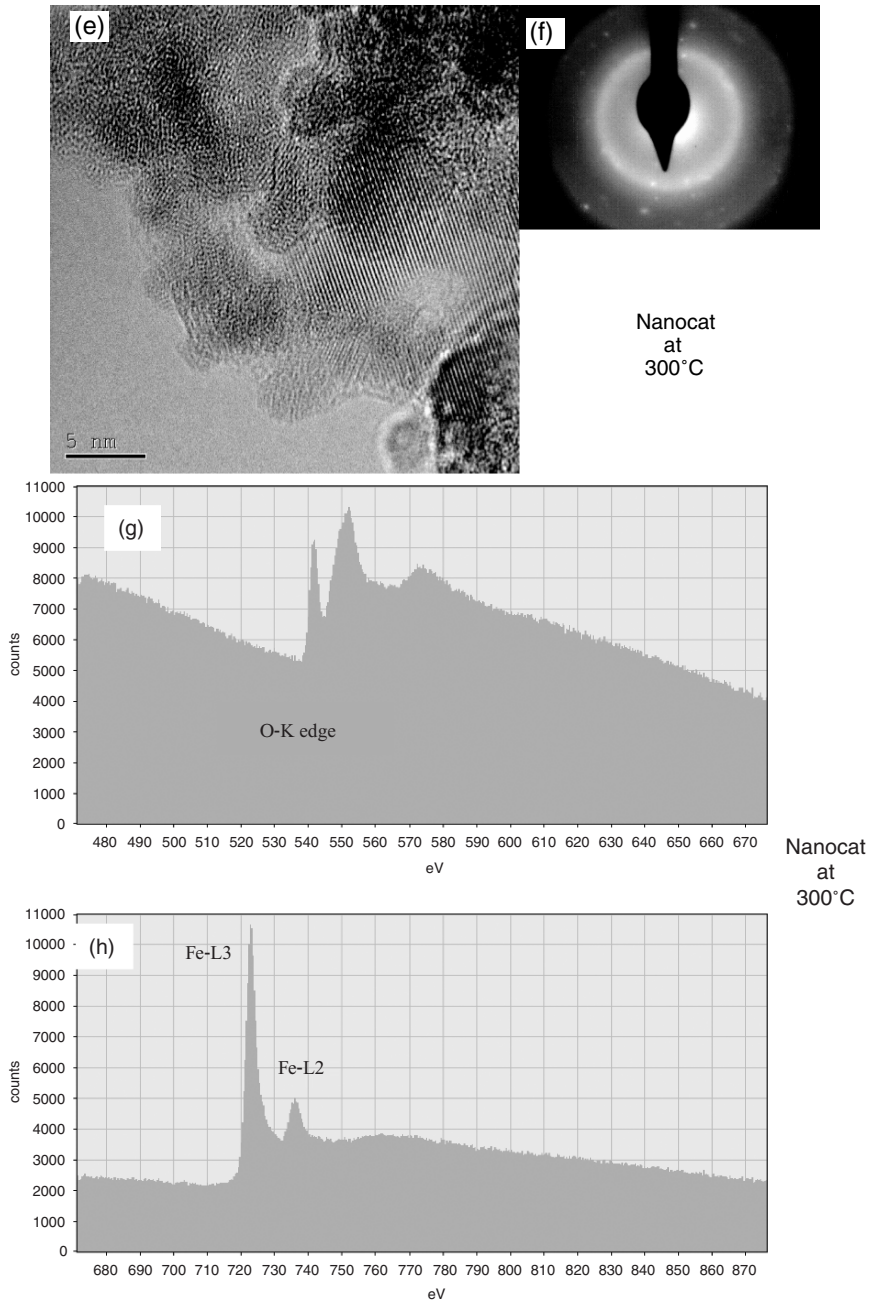 (e)
(f)
5 nm
Nanocat
at
300°C
(g)
11000
10000
9000
8000
7000
6000
5000
4000
3000
2000
1000
0
counts
O-K edge
480 490 500 510 520 530 540 550 560 570 580 590 600 610 620 630 640 650 660 670
eV
Nanocat
at
300°C
(h)
11000
10000
9000
8000
7000
6000
5000
4000
3000
2000
1000
0
counts
Fe-L3
Fe-L2
680 690 700 710 720 730 740 750 760 770 780 790 800 810 820 830 840 850 860 870
eV